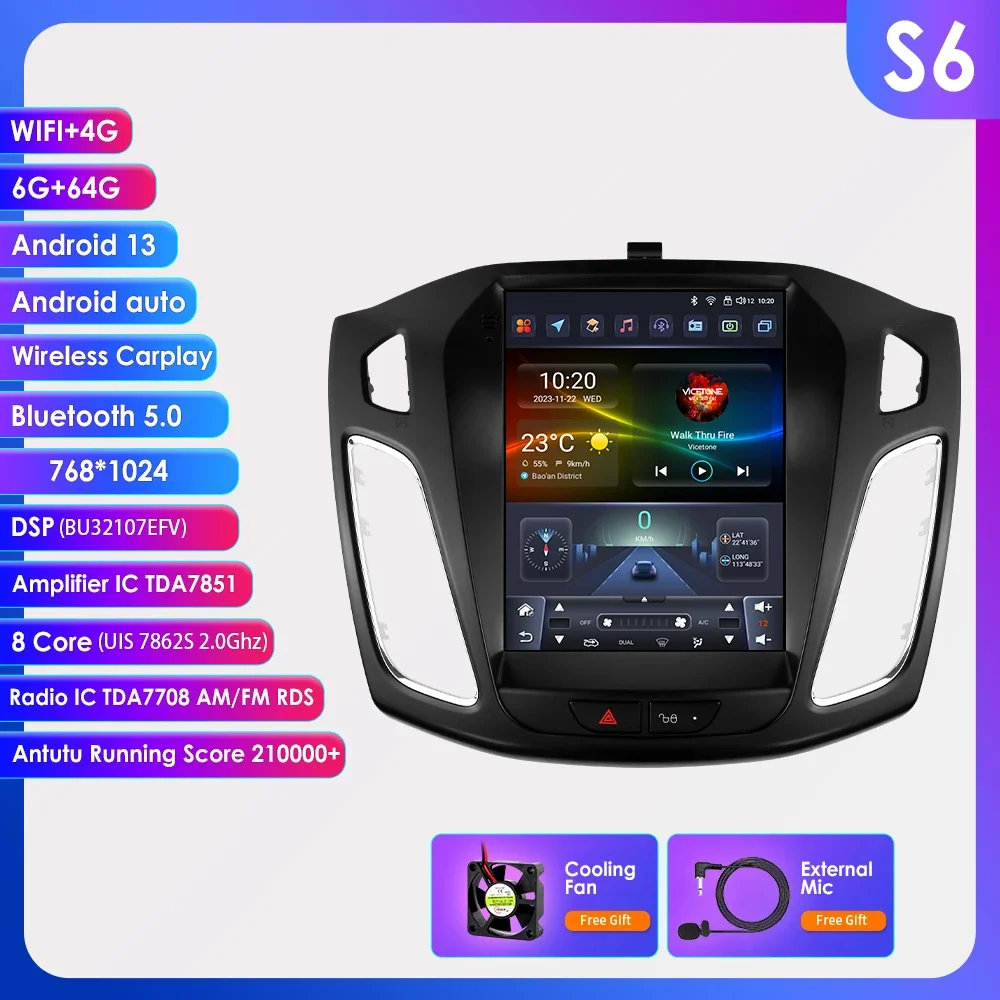 S6
WIFI+4G
6G+64G
Android 13
Android auto
Wireless Carplay
Bluetooth 5.0
768*1024
DSP (BU32107EFV)
Amplifier IC TDA7851
8 Core (UIS 7862S 2.0Ghz)
Radio IC TDA7708 AM/FM RDS
Antutu Running Score 210000+
12 10:20
10:20
2023-11-22 WED
23°C
55% 9km/h
Bao'an District
VICETONE
Walk Thru Fire
Vicetone
0
KM/h
LAT
22°41'36"
LONG
113°48'33"
OFF
A/C
12
DUAL
Cooling
Fan
Free Gift
External
Mic
Free Gift